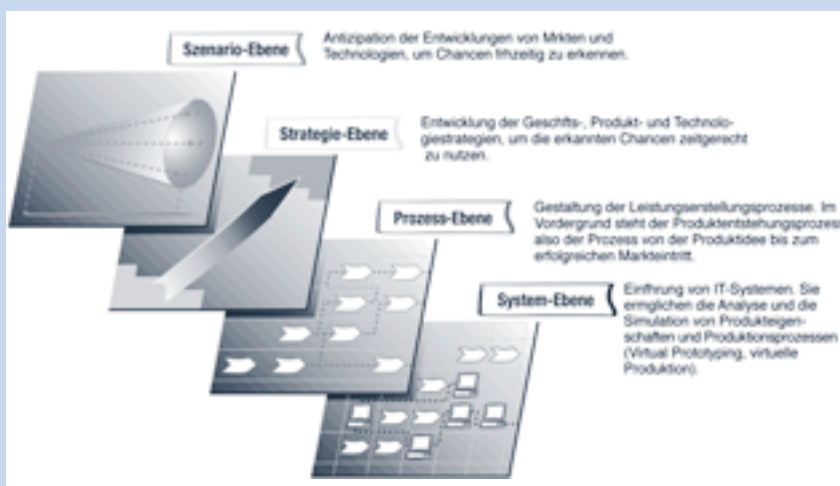 Szenario-Ebene
Antizipation der Entwicklungen von Mrkten und
Technologien, um Chancen frhzeitig zu erkennen.
Strategie-Ebene
Entwicklung der Geschfts-, Produkt- und Technolo-
giestrategien, um die erkannten Chancen zeitgerecht
zu nutzen.
Prozess-Ebene
Gestaltung der Leistungserstellungsprozesse. Im
Vordergrund steht der Produktentstehungsprozess
also der Prozess von der Produktidee bis zum
erfolgreichen Markteintritt.
System-Ebene
Einfhrung von IT-Systemen. Sie
ermglichen die Analyse und die
Simulation von Produkteigen-
schaften und Produktionsprozessen
(Virtual Prototyping, virtuelle
Produktion).